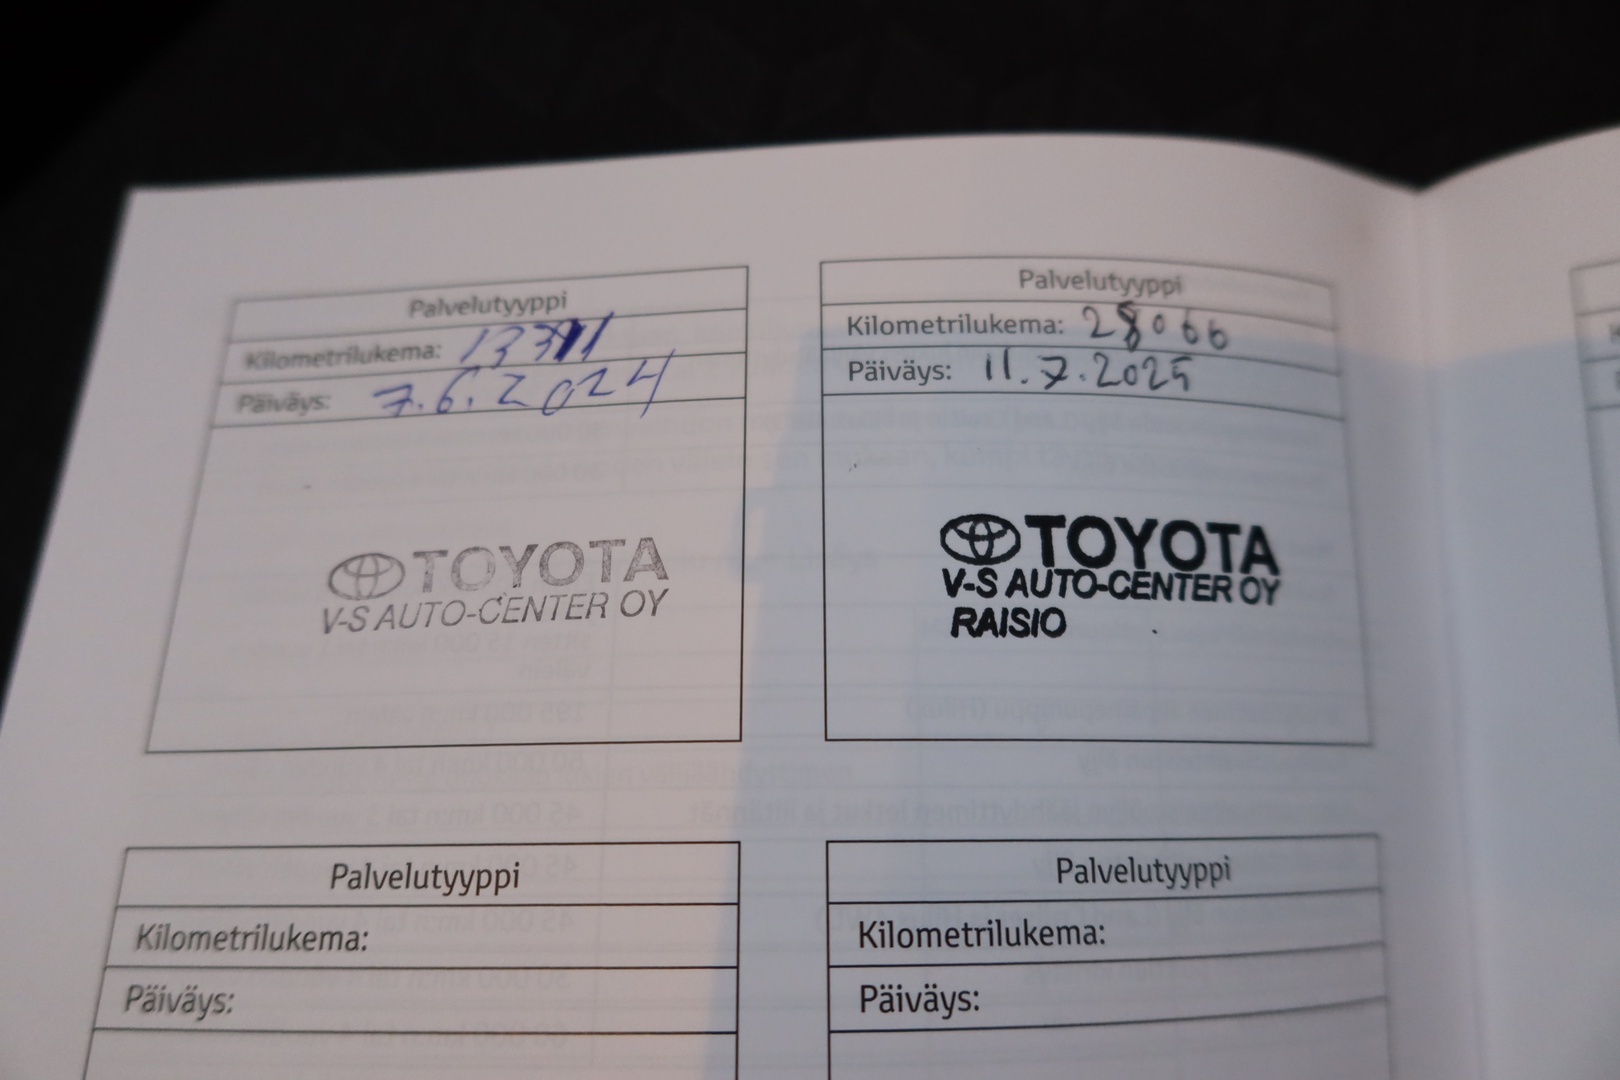 Palvelutyyppi
Kilometrilukema:
Päiväys: 7.6.2024
TOYOTA
V-S AUTO-CENTER OY
Palvelutyyppi
Kilometrilukema: 28066
Päiväys: 11.7.2025
TOYOTA
V-S AUTO-CENTER OY
RAISIO
Palvelutyyppi
Kilometrilukema:
Päiväys:
Palvelutyyppi
Kilometrilukema:
Päiväys: